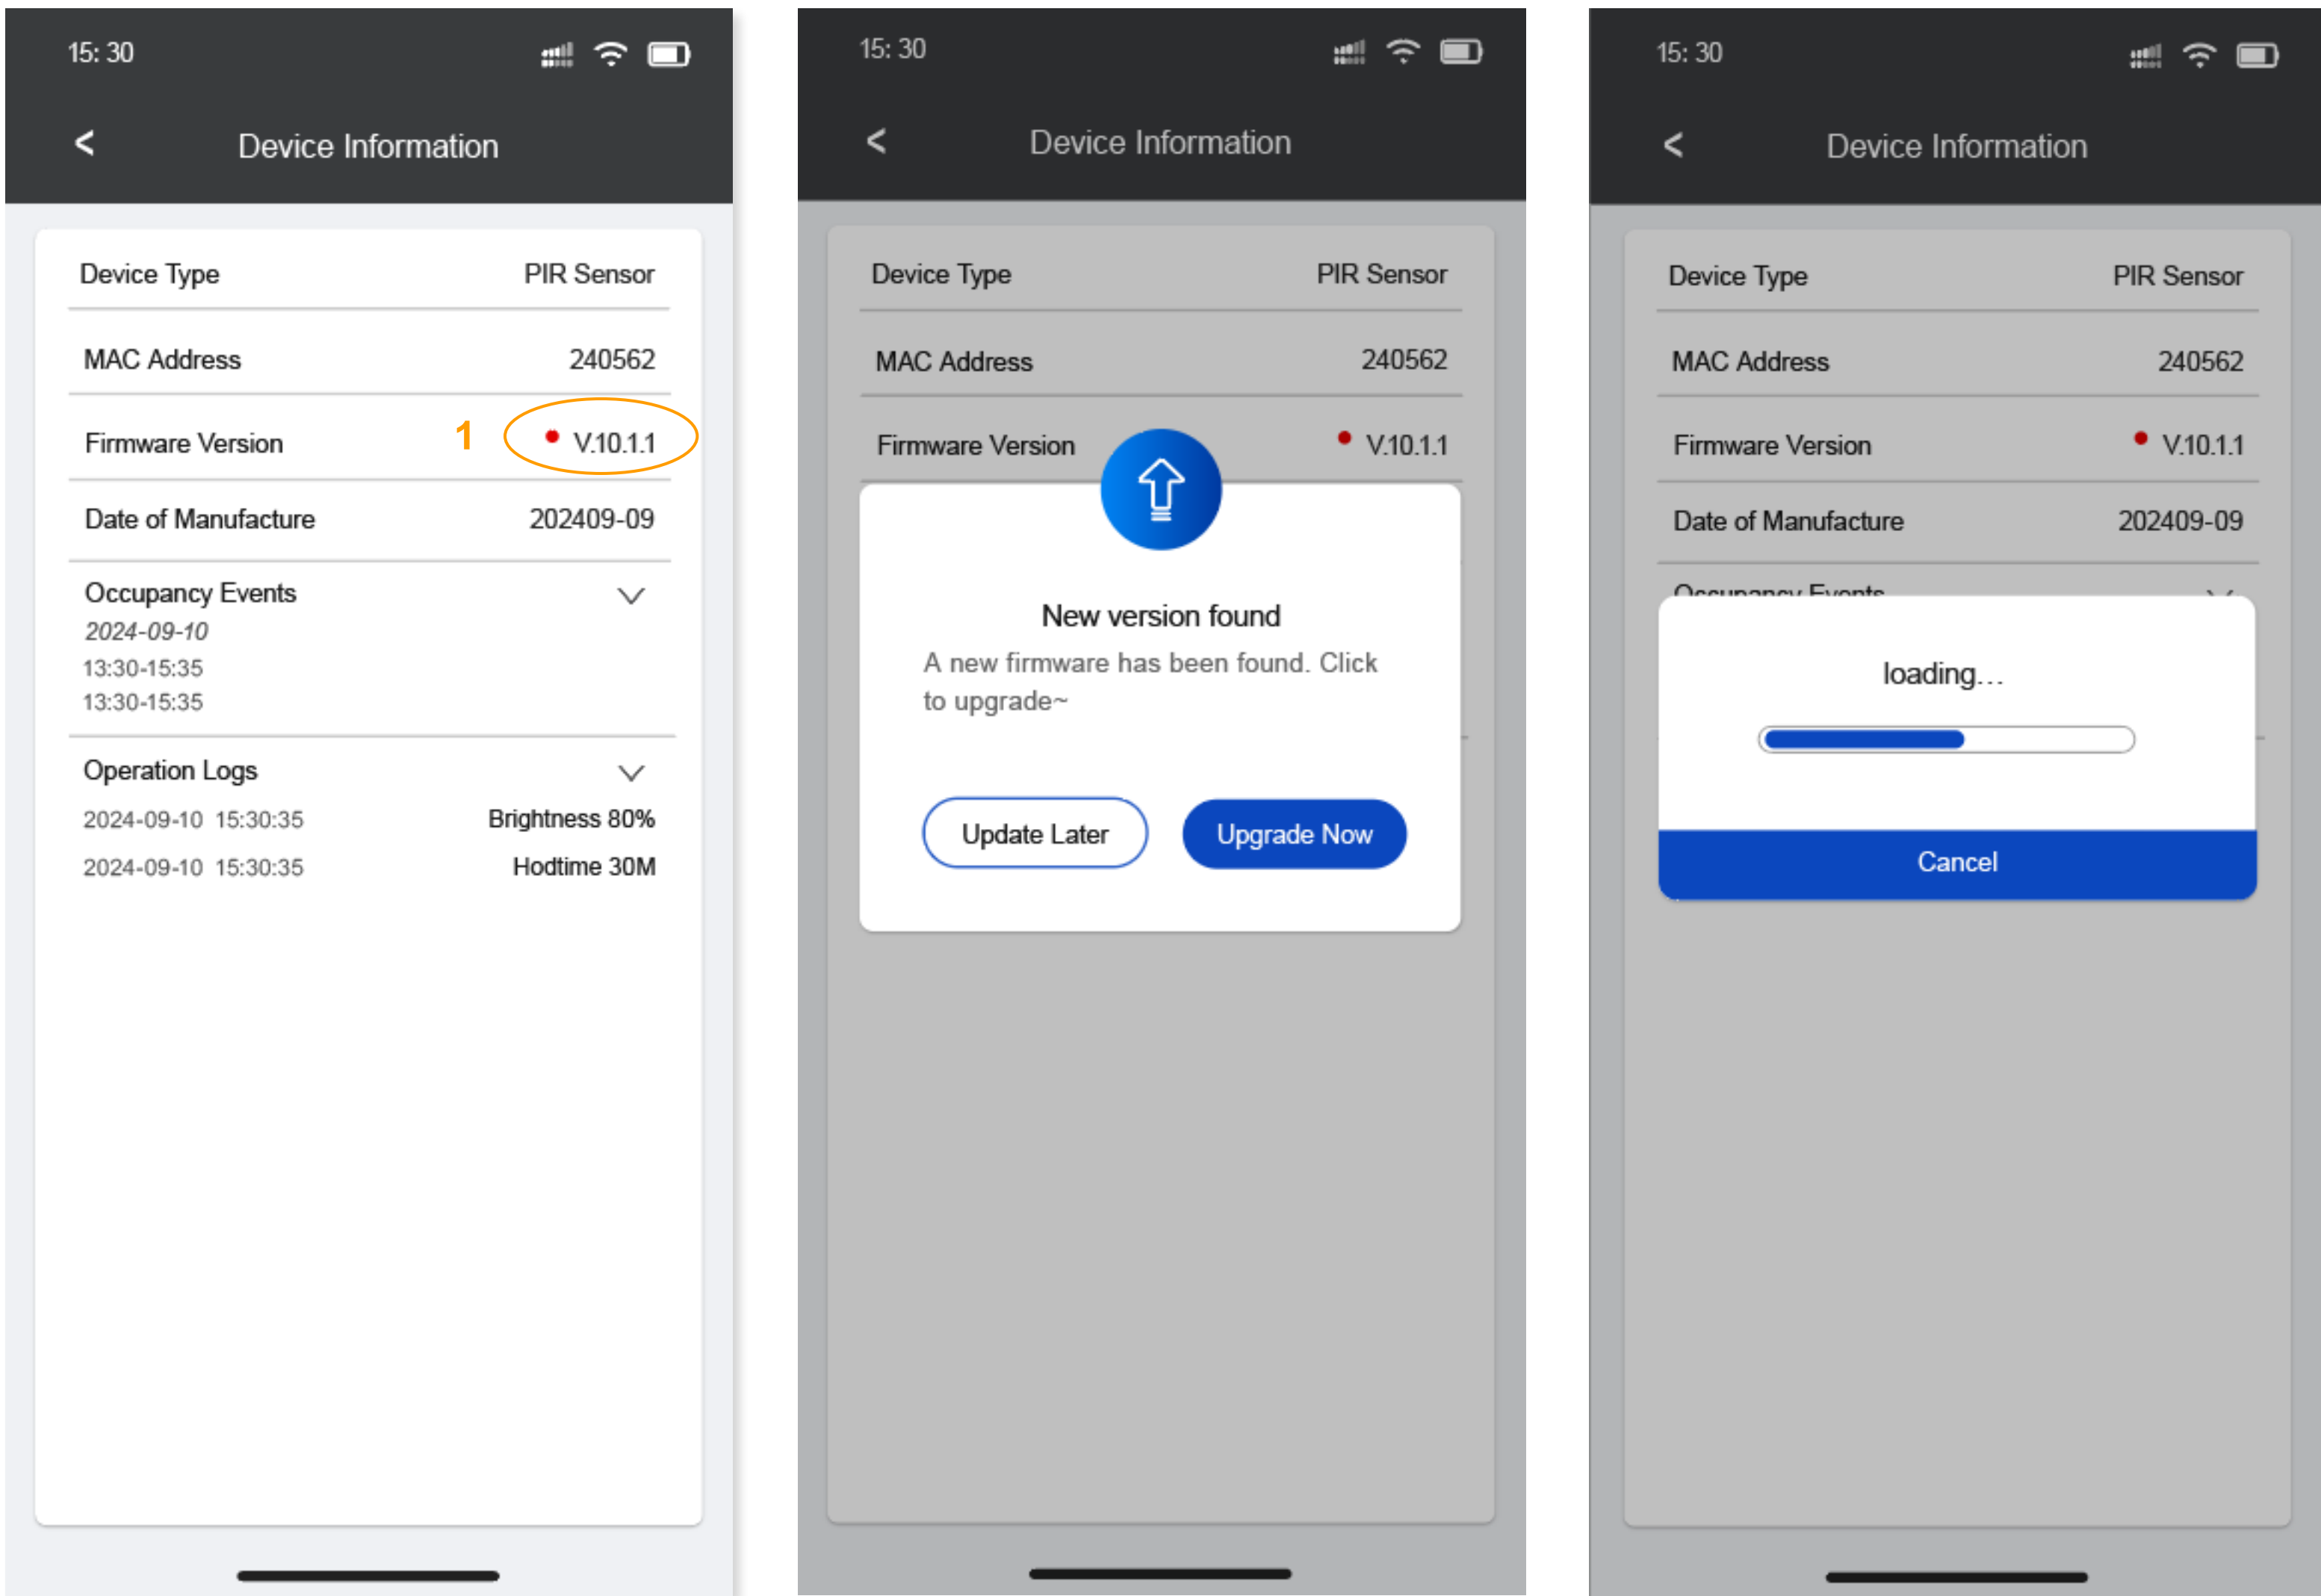 15: 30
< Device Information
Device Type PIR Sensor
MAC Address 240562
Firmware Version 1 V.10.1.1
Date of Manufacture 202409-09
Occupancy Events
2024-09-10
13:30-15:35
13:30-15:35
Operation Logs
2024-09-10 15:30:35 Brightness 80%
2024-09-10 15:30:35 Hodtime 30M
15: 30
< Device Information
Device Type PIR Sensor
MAC Address 240562
Firmware Version V.10.1.1
New version found
A new firmware has been found. Click
to upgrade~
Update Later Upgrade Now
15: 30
< Device Information
Device Type PIR Sensor
MAC Address 240562
Firmware Version V.10.1.1
Date of Manufacture 202409-09
Occupancy Events
loading...
Cancel